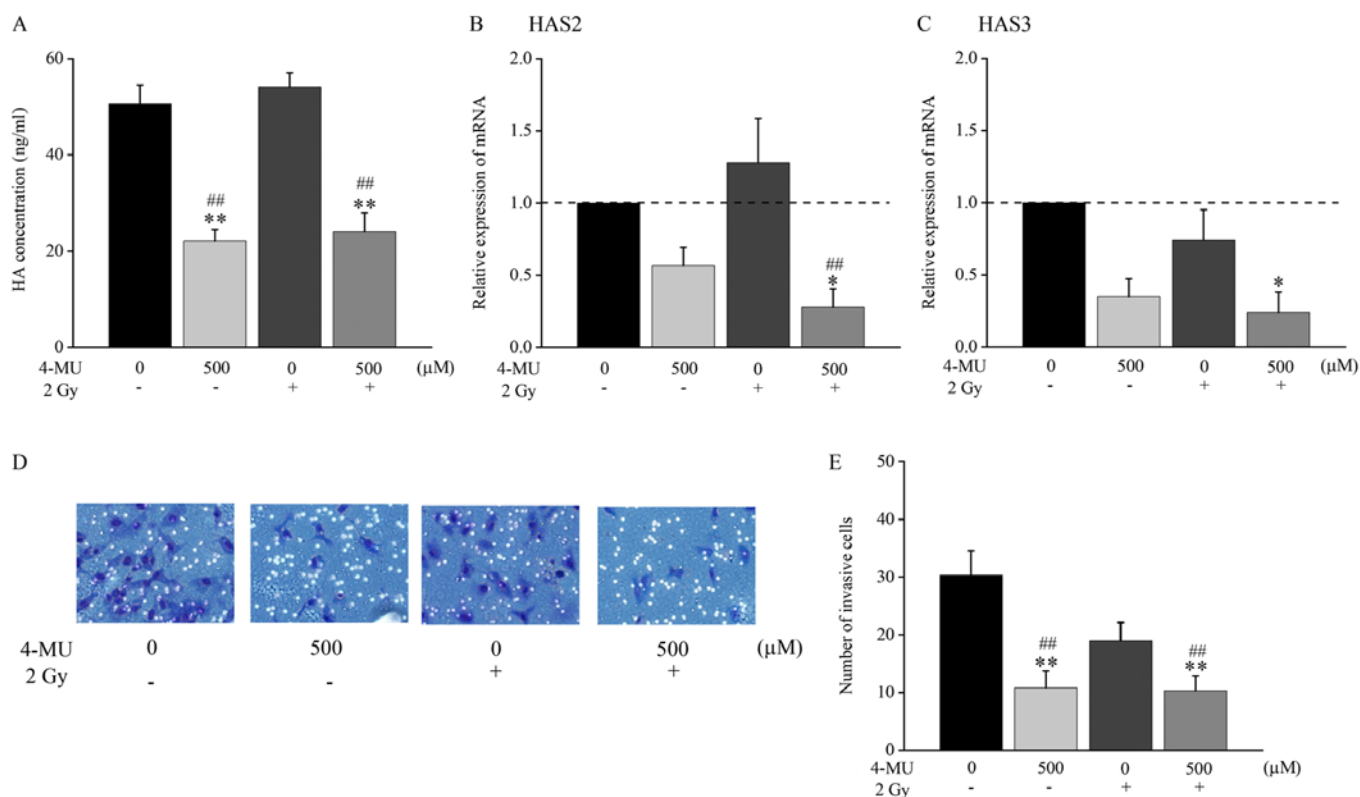 A
HA concentration (ng/ml)
60
40
20
0
##
**
##
**
4-MU 0 500 0 500 (μM)
2 Gy - - + +
B HAS2
Relative expression of mRNA
2.0
1.5
1.0
0.5
0.0
##
*
4-MU 0 500 0 500
2 Gy - - + +
C HAS3
Relative expression of mRNA
2.0
1.5
1.0
0.5
0.0
*
4-MU 0 500 0 500 (μM)
2 Gy - - + +
D
4-MU 0 500 0 500 (μM)
2 Gy - - + +
E
Number of invasive cells
50
40
30
20
10
0
##
**
##
**
4-MU 0 500 0 500 (μM)
2 Gy - - + +